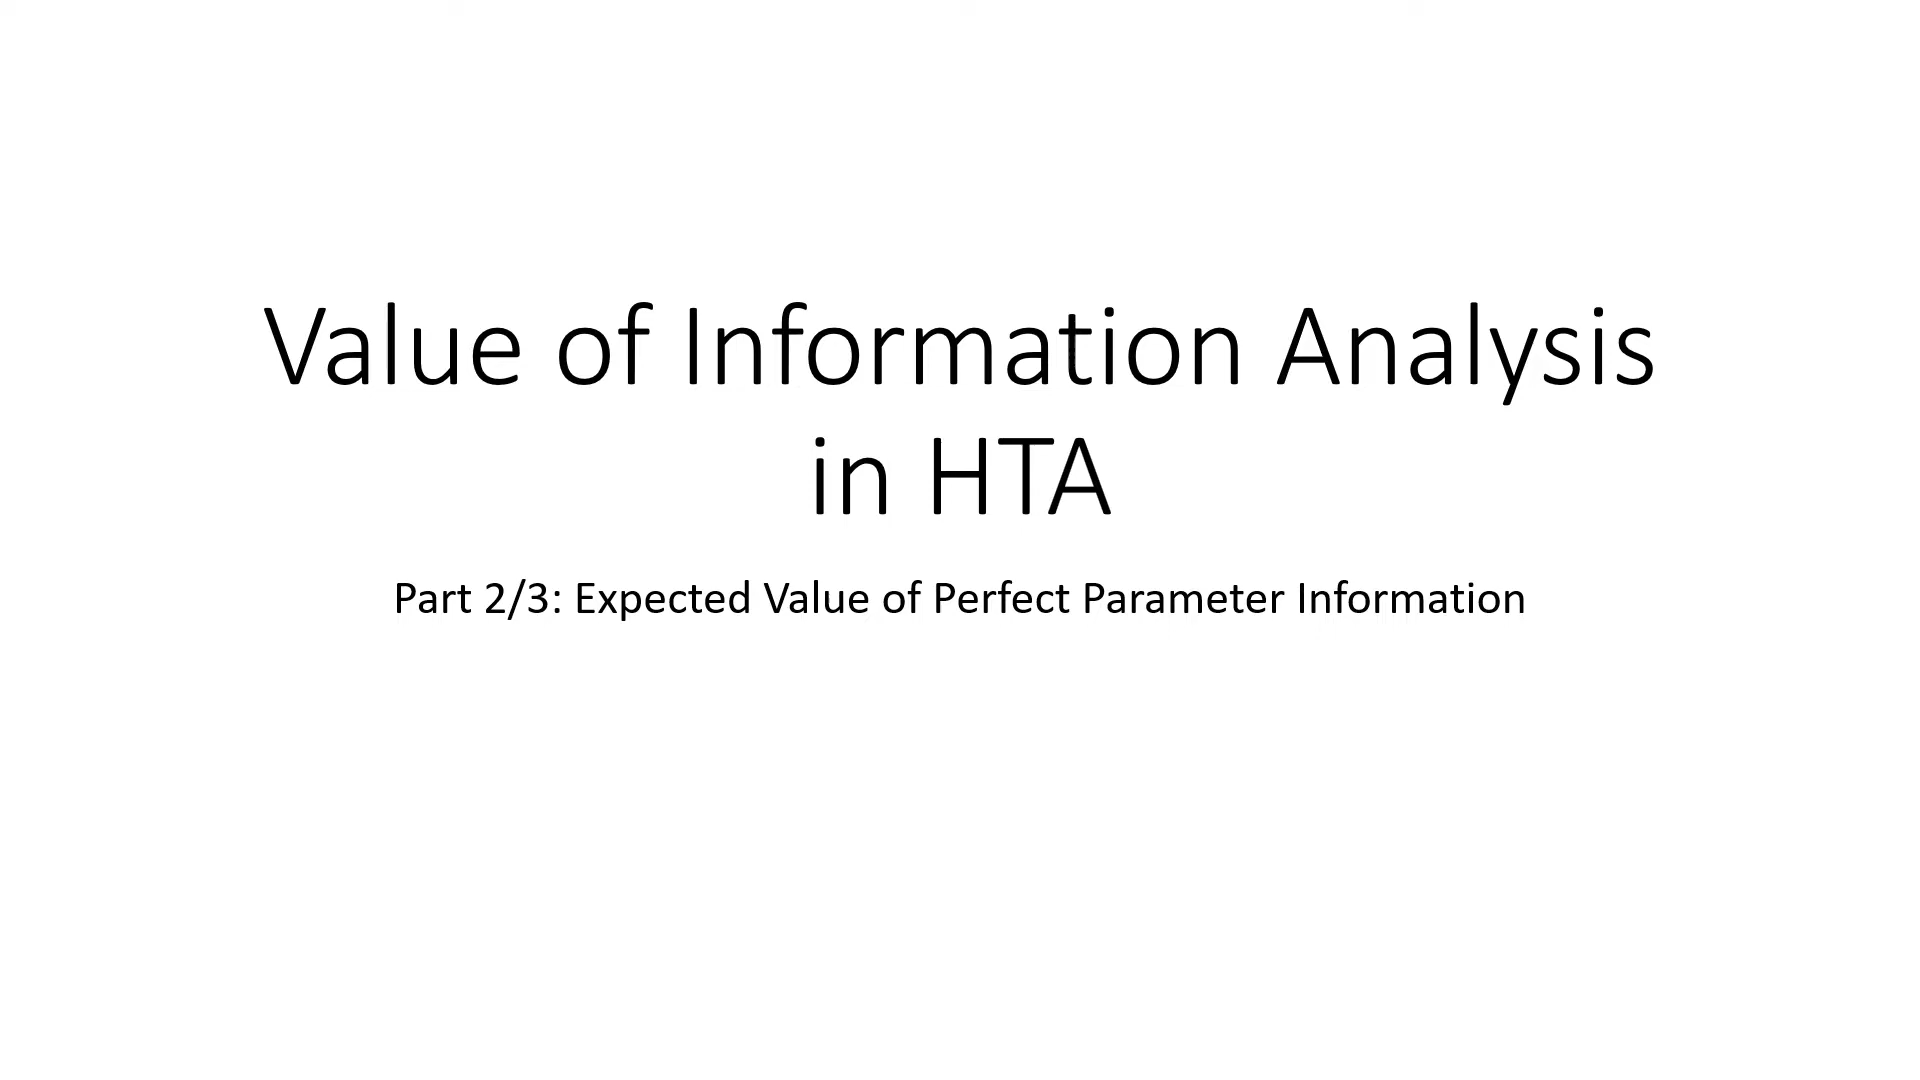 Value of Information Analysis
in HTA
Part 2/3: Expected Value of Perfect Parameter Information